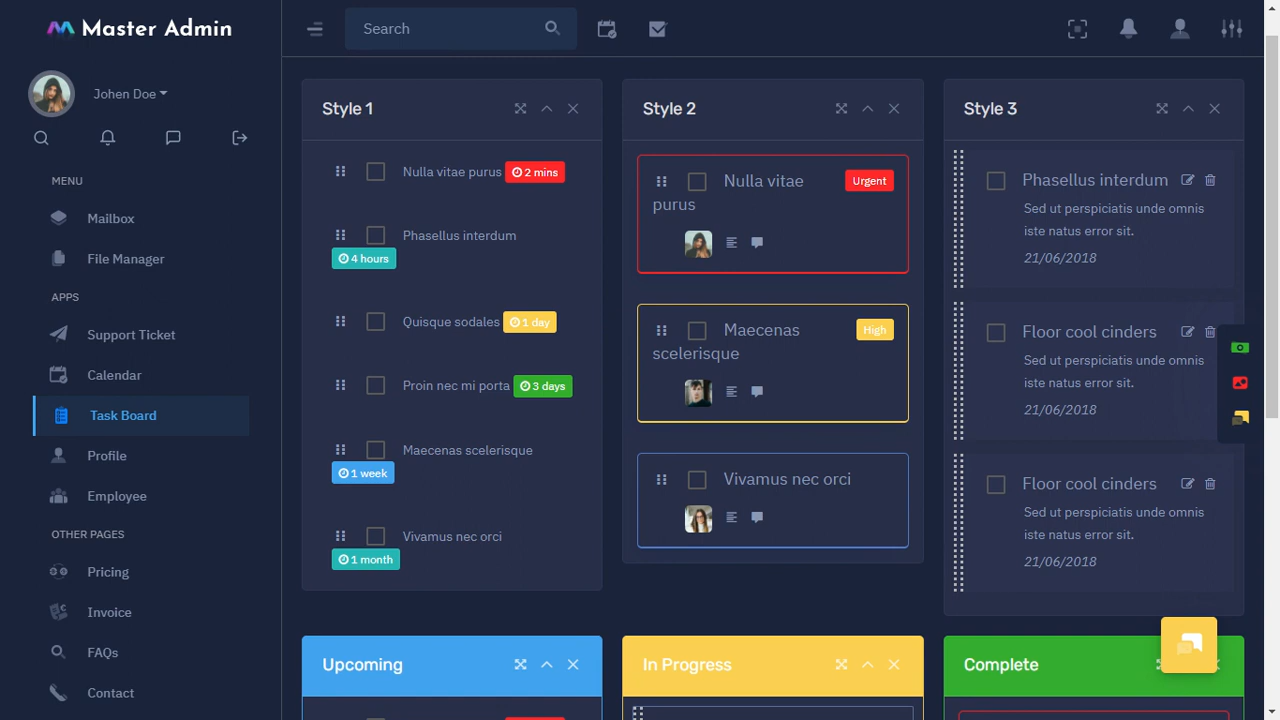 Master Admin
Johen Doe
MENU
Mailbox
File Manager
APPS
Support Ticket
Calendar
Task Board
Profile
Employee
OTHER PAGES
Pricing
Invoice
FAQs
Contact
Search
Style 1
Nulla vitae purus 2 mins
Phasellus interdum
4 hours
Quisque sodales 1 day
Proin nec mi porta 3 days
Maecenas scelerisque
1 week
Vivamus nec orci
1 month
Style 2
Nulla vitae Urgent
purus
Maecenas High
scelerisque
Vivamus nec orci
Style 3
Phasellus interdum
Sed ut perspiciatis unde omnis
iste natus error sit.
21/06/2018
Floor cool cinders
Sed ut perspiciatis unde omnis
iste natus error sit.
21/06/2018
Floor cool cinders
Sed ut perspiciatis unde omnis
iste natus error sit.
21/06/2018
Upcoming
In Progress
Complete